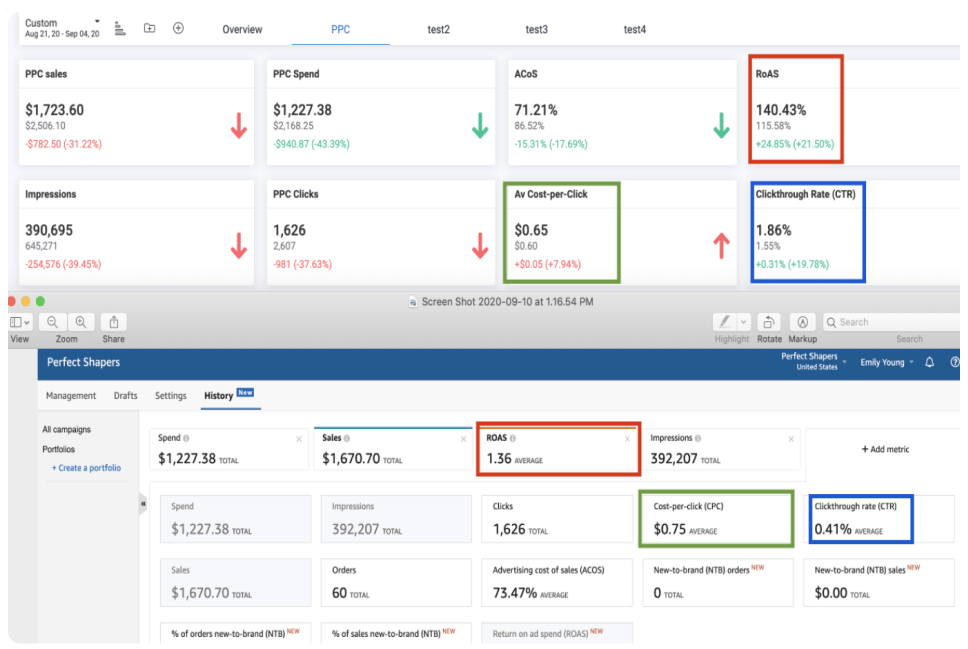 Custom
Aug 21, 20 - Sep 04, 20
Overview
PPC
test2
test3
test4
PPC sales
$1,723.60
$2,506.10
-$782.50 (-31.22%)
PPC Spend
$1,227.38
$2,168.25
-$940.87 (-43.39%)
ACoS
71.21%
86.52%
-15.31% (-17.69%)
RoAS
140.43%
115.58%
+24.85% (+21.50%)
Impressions
390,695
645,271
-254,576 (-39.45%)
PPC Clicks
1,626
2,607
-981 (-37.63%)
Av Cost-per-Click
$0.65
$0.60
+$0.05 (+7.94%)
Clickthrough Rate (CTR)
1.86%
1.55%
+0.31% (+19.78%)
Screen Shot 2020-09-10 at 1.16.54 PM
View
Zoom
Share
Highlight
Rotate
Markup
Search
Search
Perfect Shapers
Perfect Shapers
United States
Emily Young
Management
Drafts
Settings
History New
All campaigns
Portfolios
+ Create a portfolio
Spend
$1,227.38 TOTAL
Sales
$1,670.70 TOTAL
ROAS
1.36 AVERAGE
Impressions
392,207 TOTAL
+ Add metric
Spend
$1,227.38 TOTAL
Impressions
392,207 TOTAL
Clicks
1,626 TOTAL
Cost-per-click (CPC)
$0.75 AVERAGE
Clickthrough rate (CTR)
0.41% AVERAGE
Sales
$1,670.70 TOTAL
Orders
60 TOTAL
Advertising cost of sales (ACOS)
73.47% AVERAGE
New-to-brand (NTB) orders NEW
0 TOTAL
New-to-brand (NTB) sales NEW
$0.00 TOTAL
% of orders new-to-brand (NTB) NEW
% of sales new-to-brand (NTB) NEW
Return on ad spend (ROAS) NEW